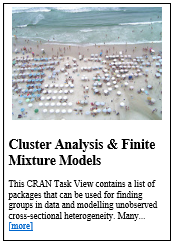 Cluster Analysis & Finite
Mixture Models
This CRAN Task View contains a list of
packages that can be used for finding
groups in data and modelling unobserved
cross-sectional heterogeneity. Many...
[more]